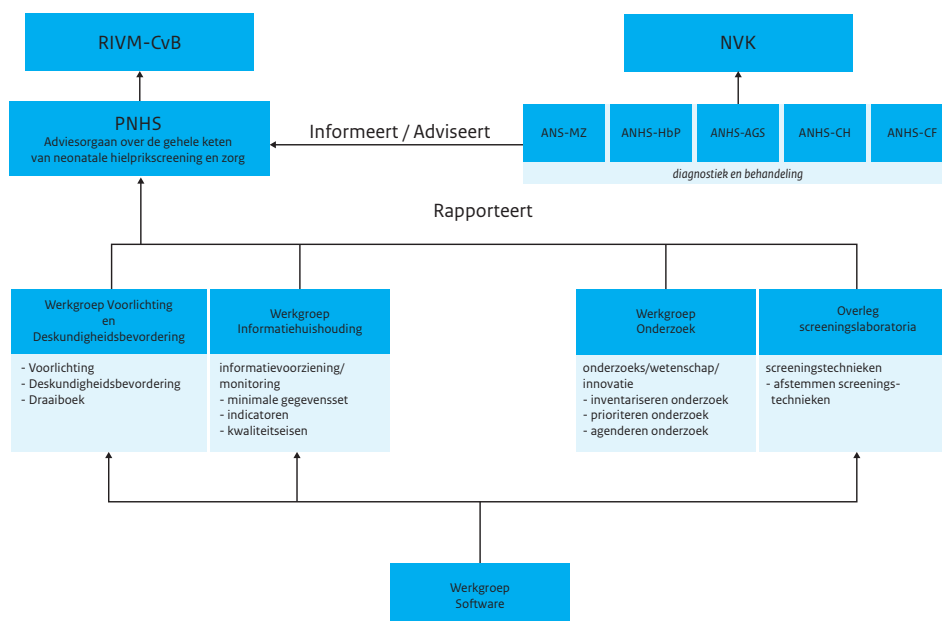 RIVM-CvB
NVK
PNHS
Adviesorgaan over de gehele keten
van neonatale hielprikscreening en zorg
Informeert / Adviseert
ANS-MZ
ANHS-HbP
ANHS-AGS
ANHS-CH
ANHS-CF
diagnostiek en behandeling
Rapporteert
Werkgroep Voorlichting
en
Deskundigheidsbevordering
- Voorlichting
- Deskundigheidsbevordering
- Draaiboek
Werkgroep
Informatiehuishouding
informatievoorziening/
monitoring
- minimale gegevensset
- indicatoren
- kwaliteitseisen
Werkgroep
Onderzoek
onderzoeks/wetenschap/
innovatie
- inventariseren onderzoek
- prioriteren onderzoek
- agenderen onderzoek
Overleg
screeningslaboratoria
screeningstechnieken
- afstemmen screenings-
technieken
Werkgroep
Software